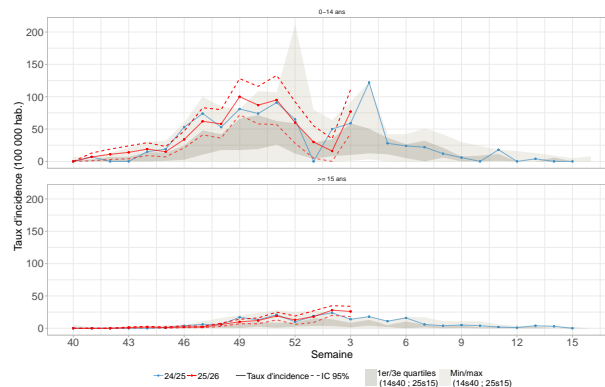 0−14 ans
200
150
100
50
0
>= 15 ans
200
150
100
50
0
Taux d'incidence (100 000 hab.)
40 43 46 49 52 3 6 9 12 15
Semaine
24/25 25/26 Taux d'incidence IC 95% 1er/3e quartiles Min/max
(14s40 ; 25s15) (14s40 ; 25s15)